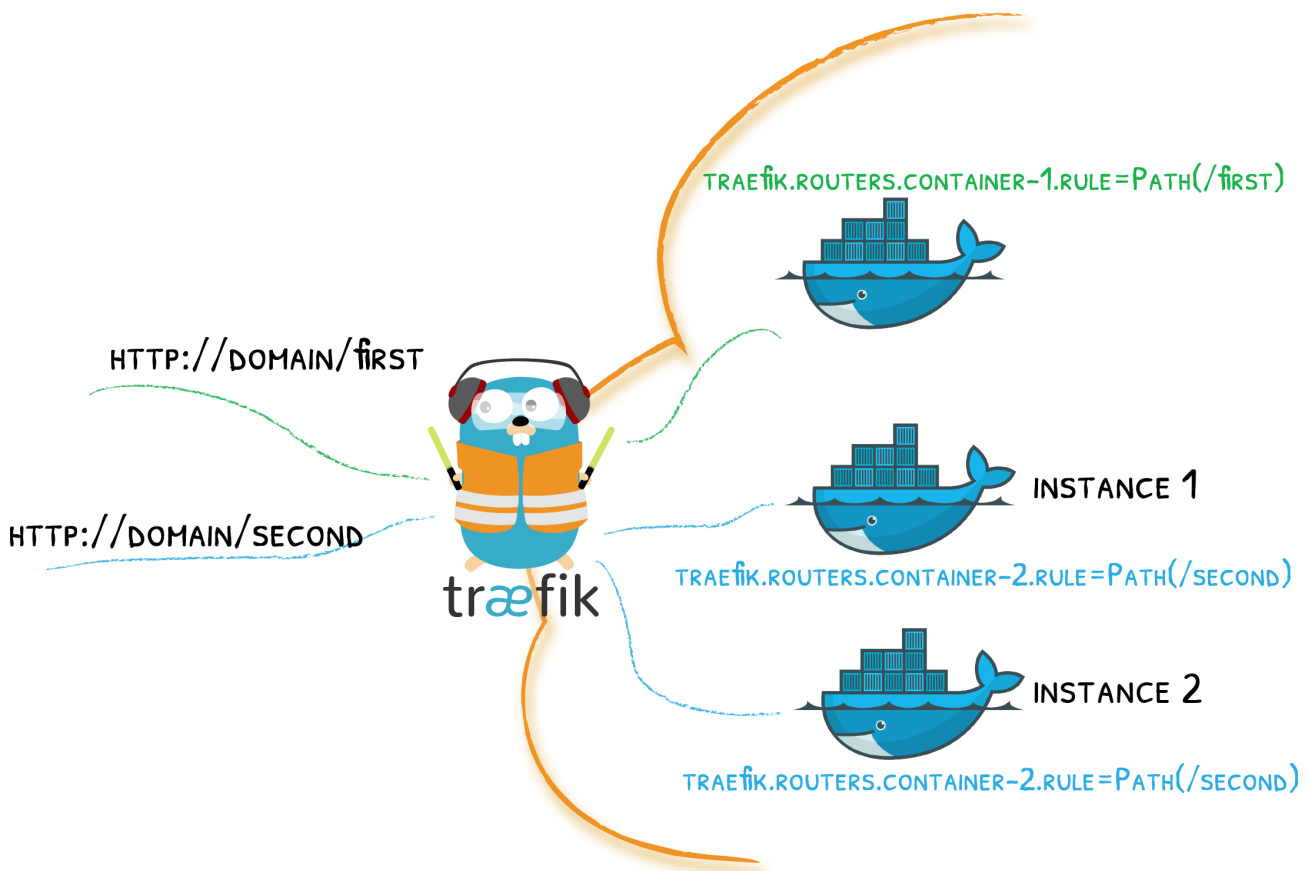 traefik.routers.container-1.rule=Path(/first)
http://domain/first
instance 1
http://domain/second
traefik.routers.container-2.rule=Path(/second)
træfik
instance 2
traefik.routers.container-2.rule=Path(/second)